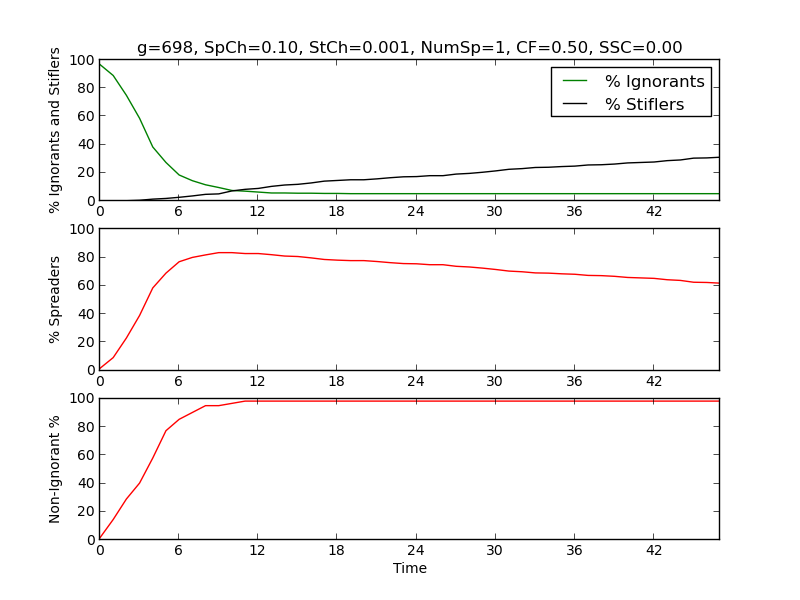 g=698, SpCh=0.10, StCh=0.001, NumSp=1, CF=0.50, SSC=0.00
% Ignorants and Stiflers
100
80
60
40
20
0
% Ignorants
% Stiflers
0 6 12 18 24 30 36 42
% Spreaders
100
80
60
40
20
0
0 6 12 18 24 30 36 42
Non-Ignorant %
100
80
60
40
20
0
0 6 12 18 24 30 36 42
Time